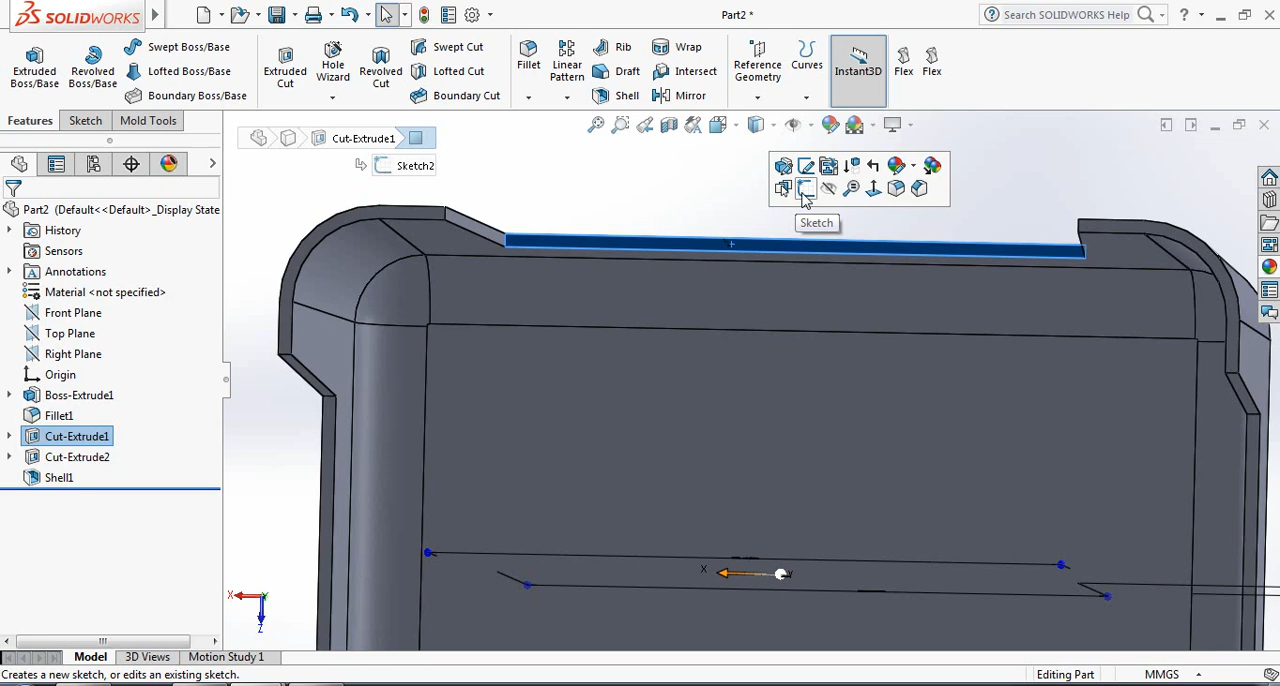 SOLIDWORKS
Part2 *
Search SOLIDWORKS Help
?
Extruded Boss/Base
Revolved Boss/Base
Swept Boss/Base
Lofted Boss/Base
Boundary Boss/Base
Extruded Cut
Hole Wizard
Revolved Cut
Swept Cut
Lofted Cut
Boundary Cut
Fillet
Linear Pattern
Rib
Draft
Shell
Wrap
Intersect
Mirror
Reference Geometry
Curves
Instant3D
Flex
Flex
Features
Sketch
Mold Tools
Cut-Extrude1
Sketch2
Sketch
Part2 (Default<<Default>_Display State
History
Sensors
Annotations
Material <not specified>
Front Plane
Top Plane
Right Plane
Origin
Boss-Extrude1
Fillet1
Cut-Extrude1
Cut-Extrude2
Shell1
X
X
Y
Z
Model
3D Views
Motion Study 1
Creates a new sketch, or edits an existing sketch.
Editing Part
MMGS